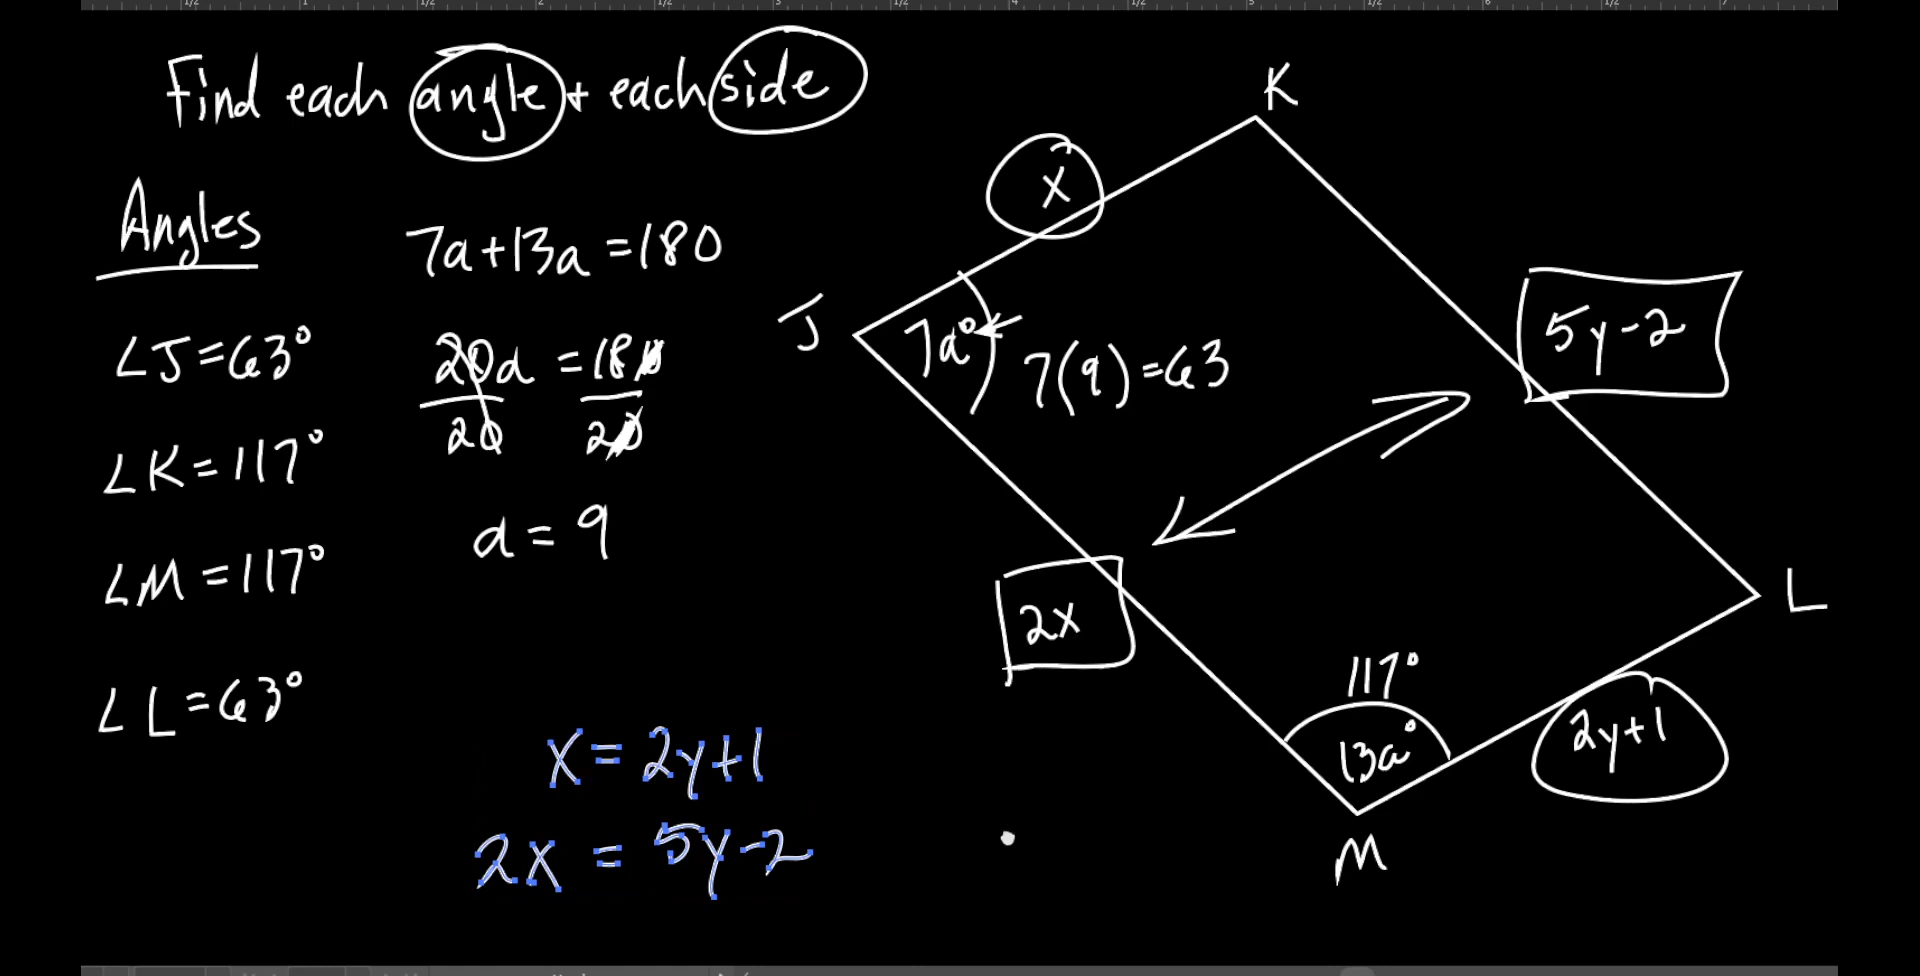 Find each angle + each side
Angles
7a+13a=180
∠J=63°
20a = 180
20 20
∠K=117°
a = 9
∠M=117°
∠L=63°
x = 2y+1
2x = 5y-2
K
x
J
7a°
7(9)=63
5y-2
2x
L
117°
13a°
2y+1
M